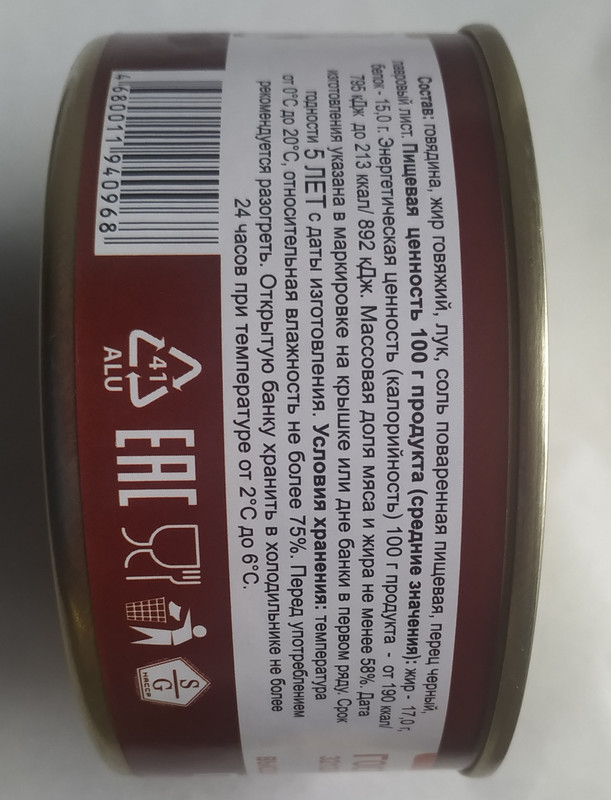 Состав: говядина, жир говяжий, лук, соль поваренная пищевая, перец черный,
лавровый лист. Пищевая ценность 100 г продукта (средние значения): жир - 17,0 г,
белок - 15,0 г. Энергетическая ценность (калорийность) 100 г продукта - от 190 ккал/
795 кДж до 213 ккал/ 892 кДж. Массовая доля мяса и жира не менее 58%. Дата
изготовления указана в маркировке на крышке или дне банки в первом ряду. Срок
годности 5 ЛЕТ с даты изготовления. Условия хранения: температура
от 0°С до 20°С, относительная влажность не более 75%. Перед употреблением
рекомендуется разогреть. Открытую банку хранить в холодильнике не более
24 часов при температуре от 2°С до 6°С.
4 680011 940968
41
ALU
EAC
S/G
НАССР